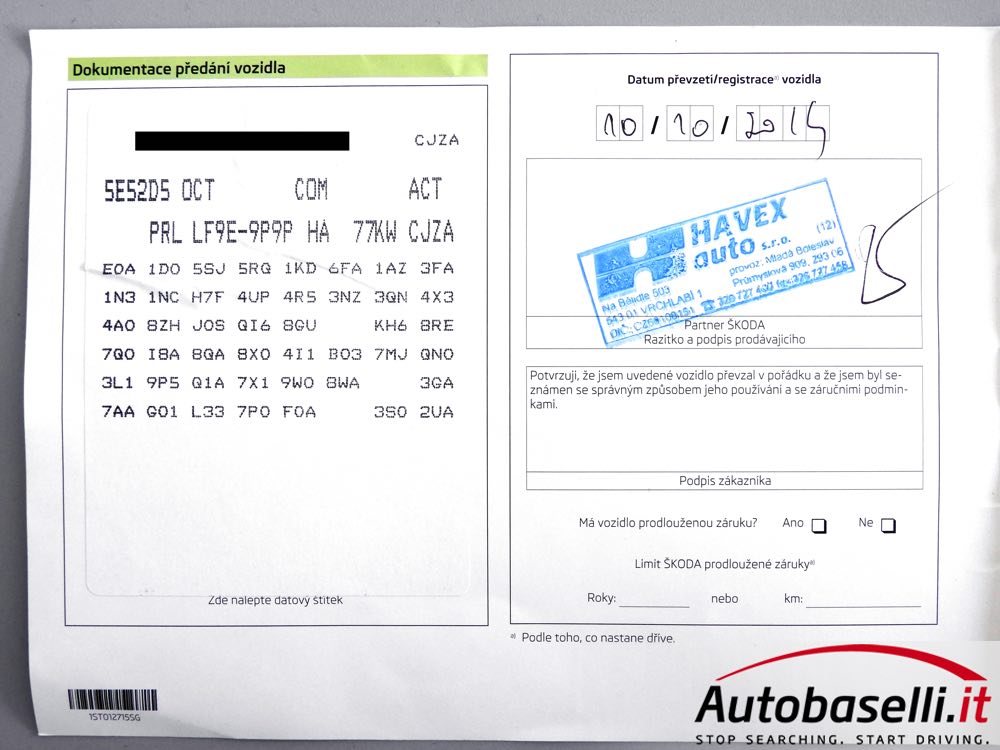 Dokumentace předání vozidla
CJZA
5E52D5 OCT COM ACT
PRL LF9E-9P9P HA 77KW CJZA
E0A 1D0 5SJ 5RG 1KD 6FA 1AZ 3FA
1N3 1NC H7F 4UP 4R5 3NZ 3QN 4X3
4A0 8ZH J0S QI6 8GU KH6 8RE
7Q0 I8A 8QA 8X0 4I1 B03 7MJ QN0
3L1 9P5 Q1A 7X1 9W0 8WA 3GA
7AA G01 L33 7P0 F0A 3S0 2UA
Zde nalepte datový štítek
1ST012715SG
Datum převzetí/registrace a) vozidla
10 / 10 / 2014
HAVEX
auto s.r.o. (12)
provoz: Mladá Boleslav
Průmyslová 909, 293 06
Na Bělidle 503
543 01 VRCHLABÍ 1
Partner ŠKODA
Razítko a podpis prodávajícího
Potvrzuji, že jsem uvedené vozidlo převzal v pořádku a že jsem byl se-
známen se správným způsobem jeho používání a se záručními podmín-
kami.
Podpis zákazníka
Má vozidlo prodlouženou záruku? Ano Ne
Limit ŠKODA prodloužené záruky a)
Roky: nebo km:
a) Podle toho, co nastane dříve.
Autobaselli.it
STOP SEARCHING. START DRIVING.